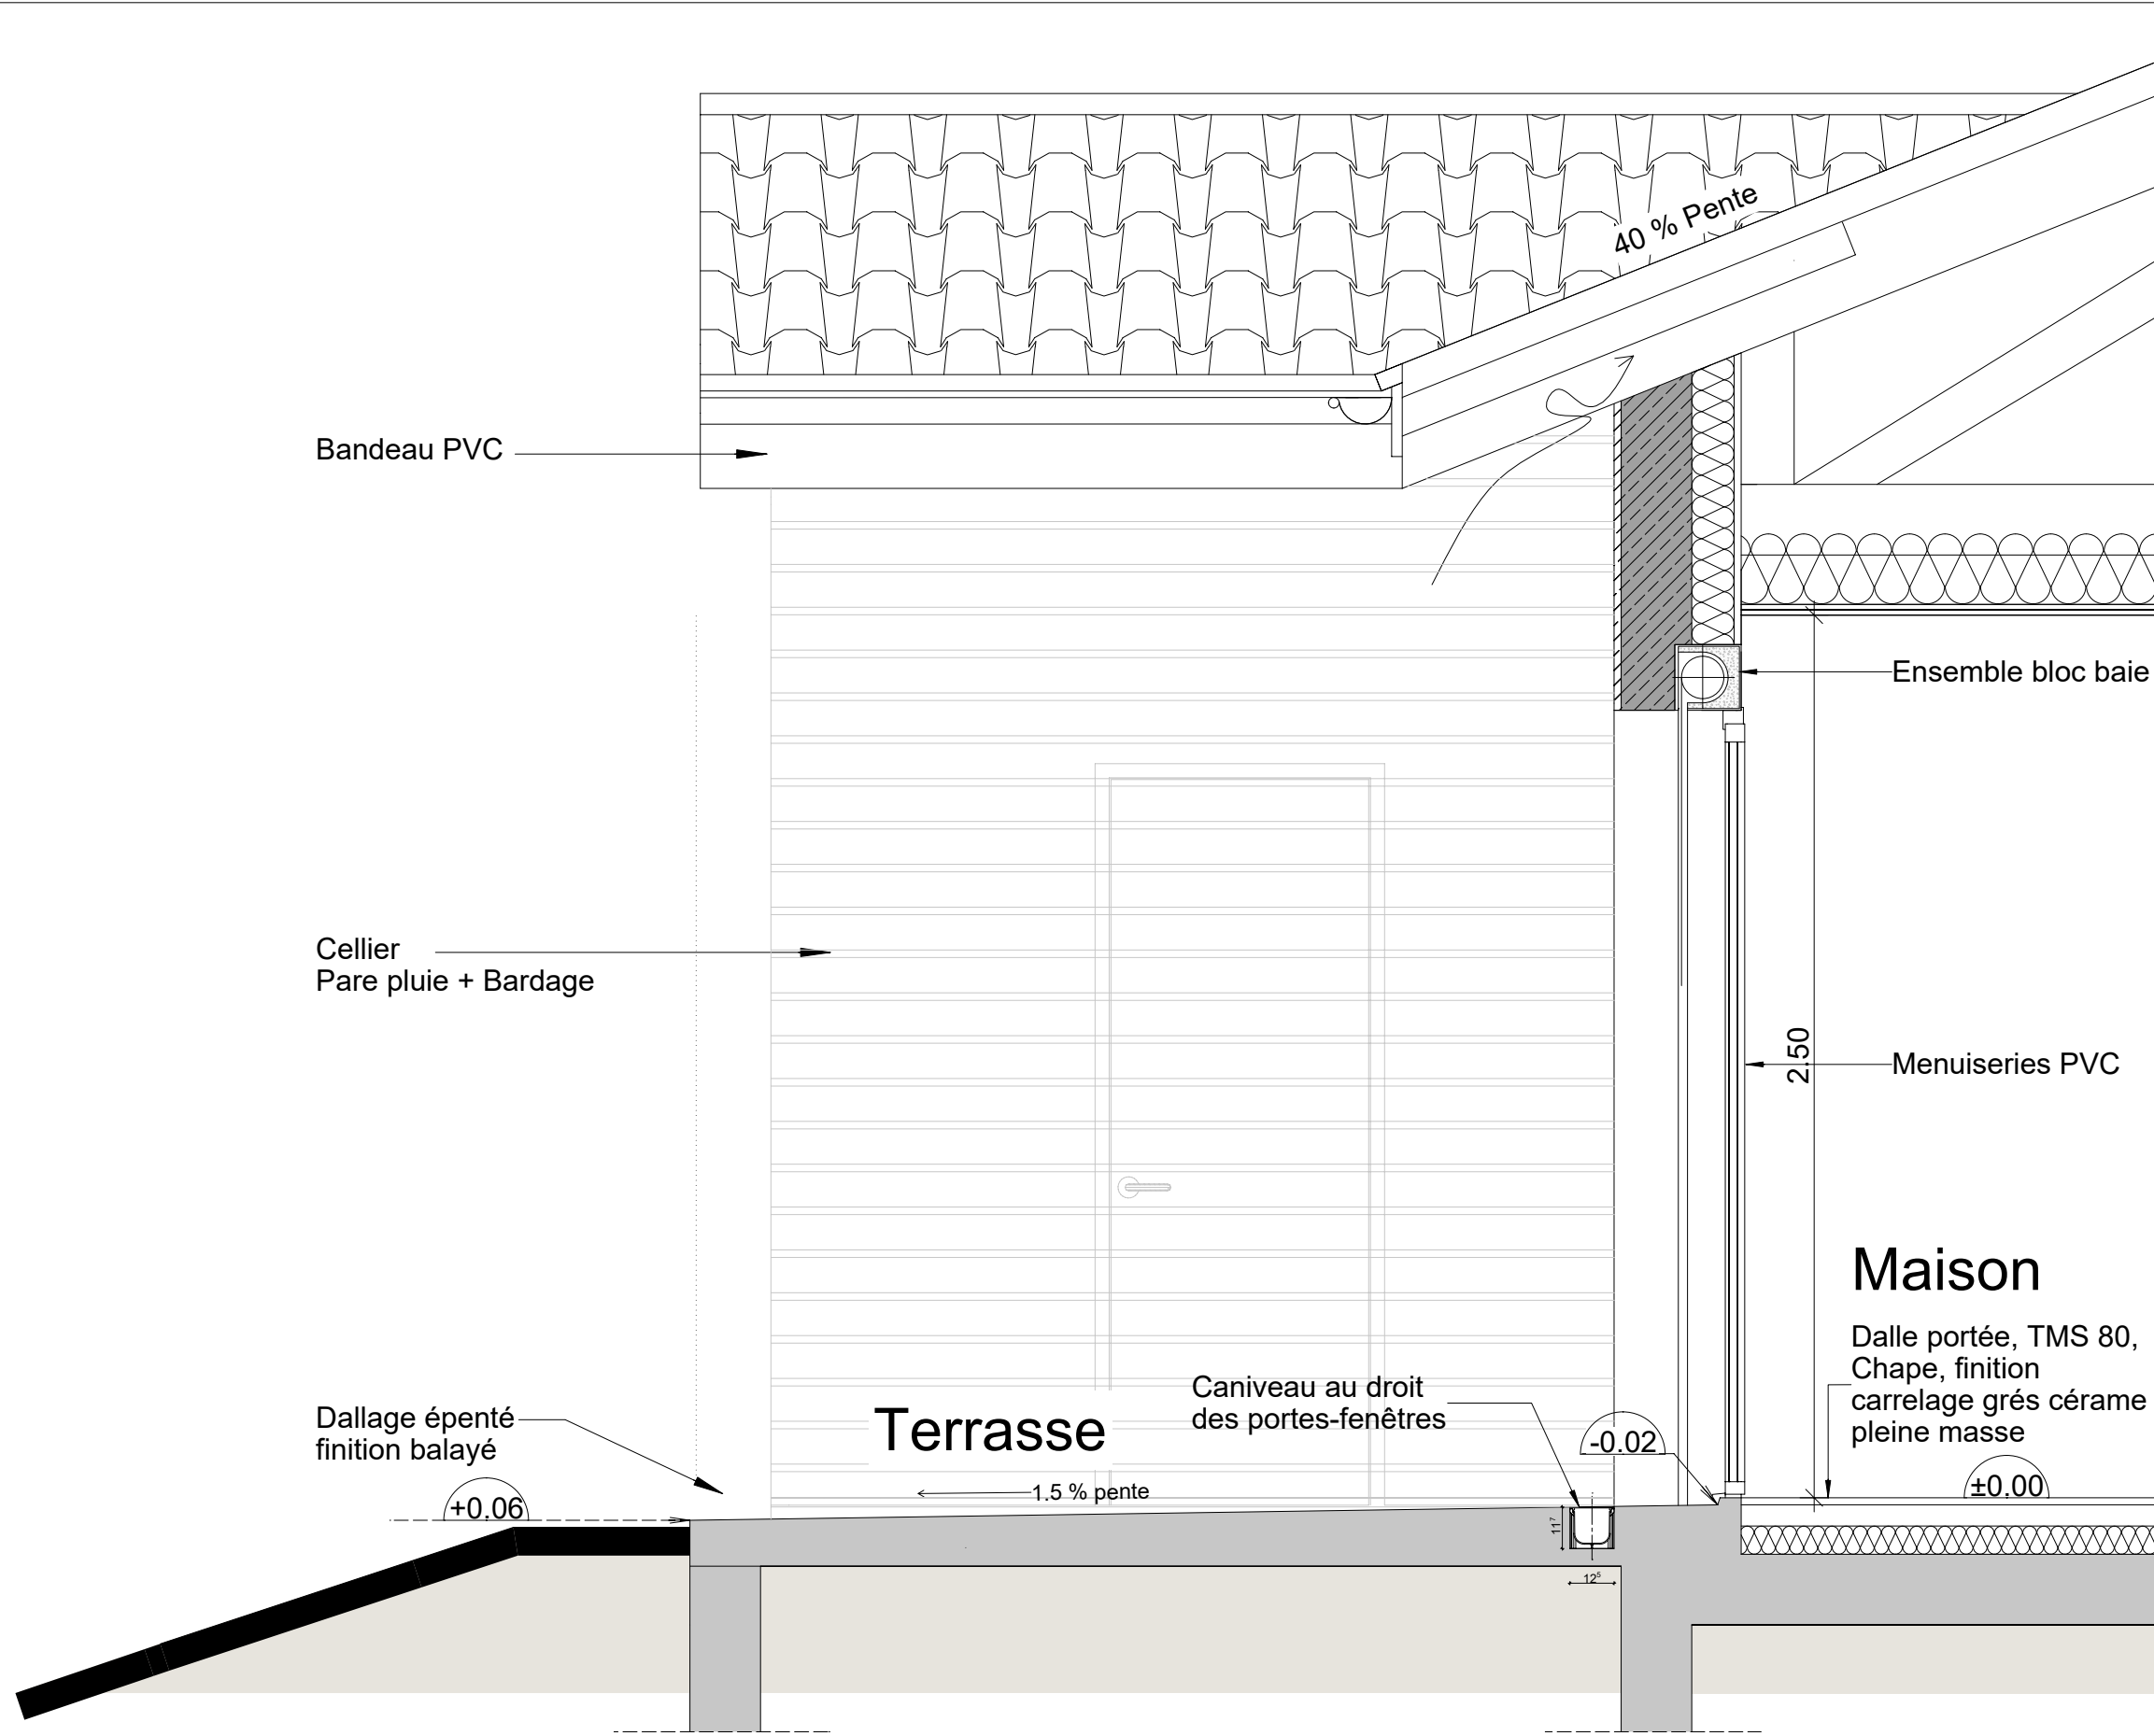 40 % Pente
Bandeau PVC
Ensemble bloc baie
Cellier
Pare pluie + Bardage
2.50
Menuiseries PVC
Maison
Dalle portée, TMS 80,
Chape, finition
carrelage grés cérame
pleine masse
Caniveau au droit
des portes-fenêtres
Terrasse
Dallage épenté
finition balayé
-0.02
±0.00
+0.06
1.5 % pente
11⁷
12⁵